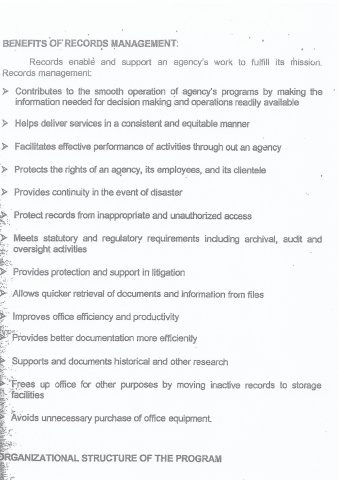 BENEFITS OF RECORDS MANAGEMENT:
Records enable and support an agency's work to fulfill its mission.
Records management:
➢ Contributes to the smooth operation of agency's programs by making the
information needed for decision making and operations readily available
➢ Helps deliver services in a consistent and equitable manner
➢ Facilitates effective performance of activities through out an agency
➢ Protects the rights of an agency, its employees, and its clientele
➢ Provides continuity in the event of disaster
➢ Protect records from inappropriate and unauthorized access
➢ Meets statutory and regulatory requirements including archival, audit and
oversight activities
➢ Provides protection and support in litigation
➢ Allows quicker retrieval of documents and information from files
➢ Improves office efficiency and productivity
➢ Provides better documentation more efficiently
➢ Supports and documents historical and other research
➢ Frees up office for other purposes by moving inactive records to storage
facilities
➢ Avoids unnecessary purchase of office equipment.
ORGANIZATIONAL STRUCTURE OF THE PROGRAM